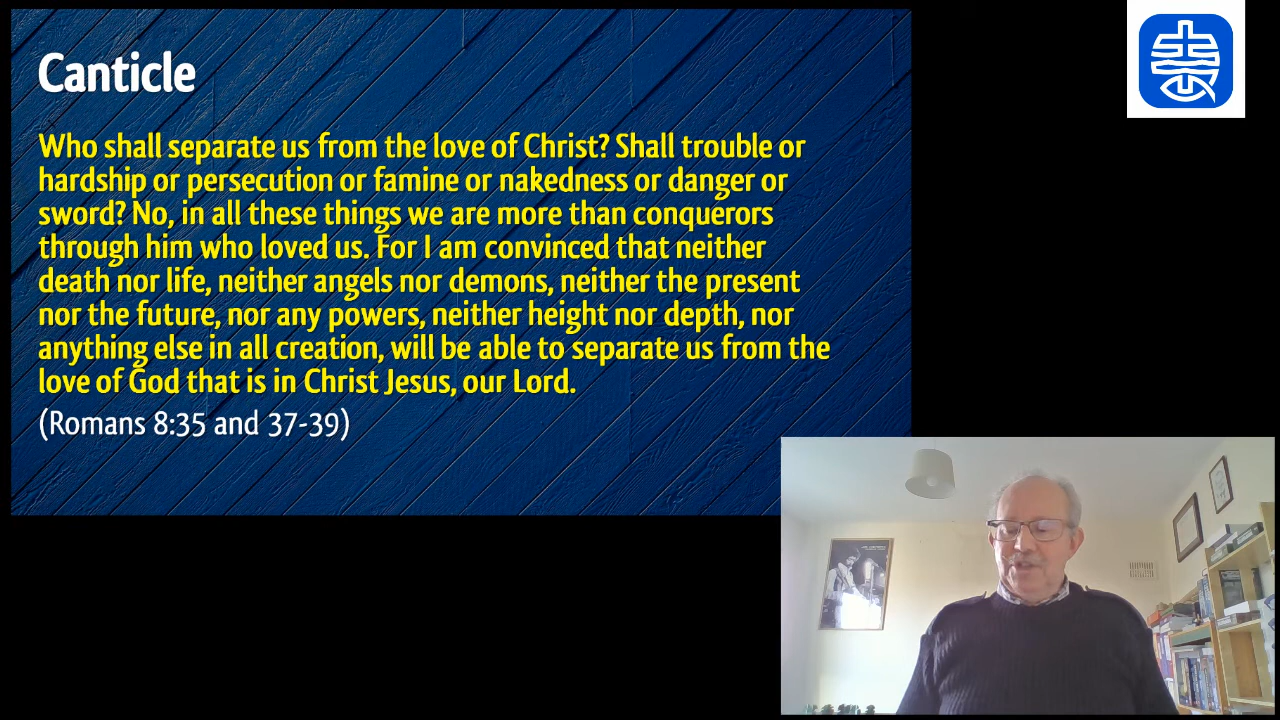 Canticle
Who shall separate us from the love of Christ? Shall trouble or
hardship or persecution or famine or nakedness or danger or
sword? No, in all these things we are more than conquerors
through him who loved us. For I am convinced that neither
death nor life, neither angels nor demons, neither the present
nor the future, nor any powers, neither height nor depth, nor
anything else in all creation, will be able to separate us from the
love of God that is in Christ Jesus, our Lord.
(Romans 8:35 and 37-39)